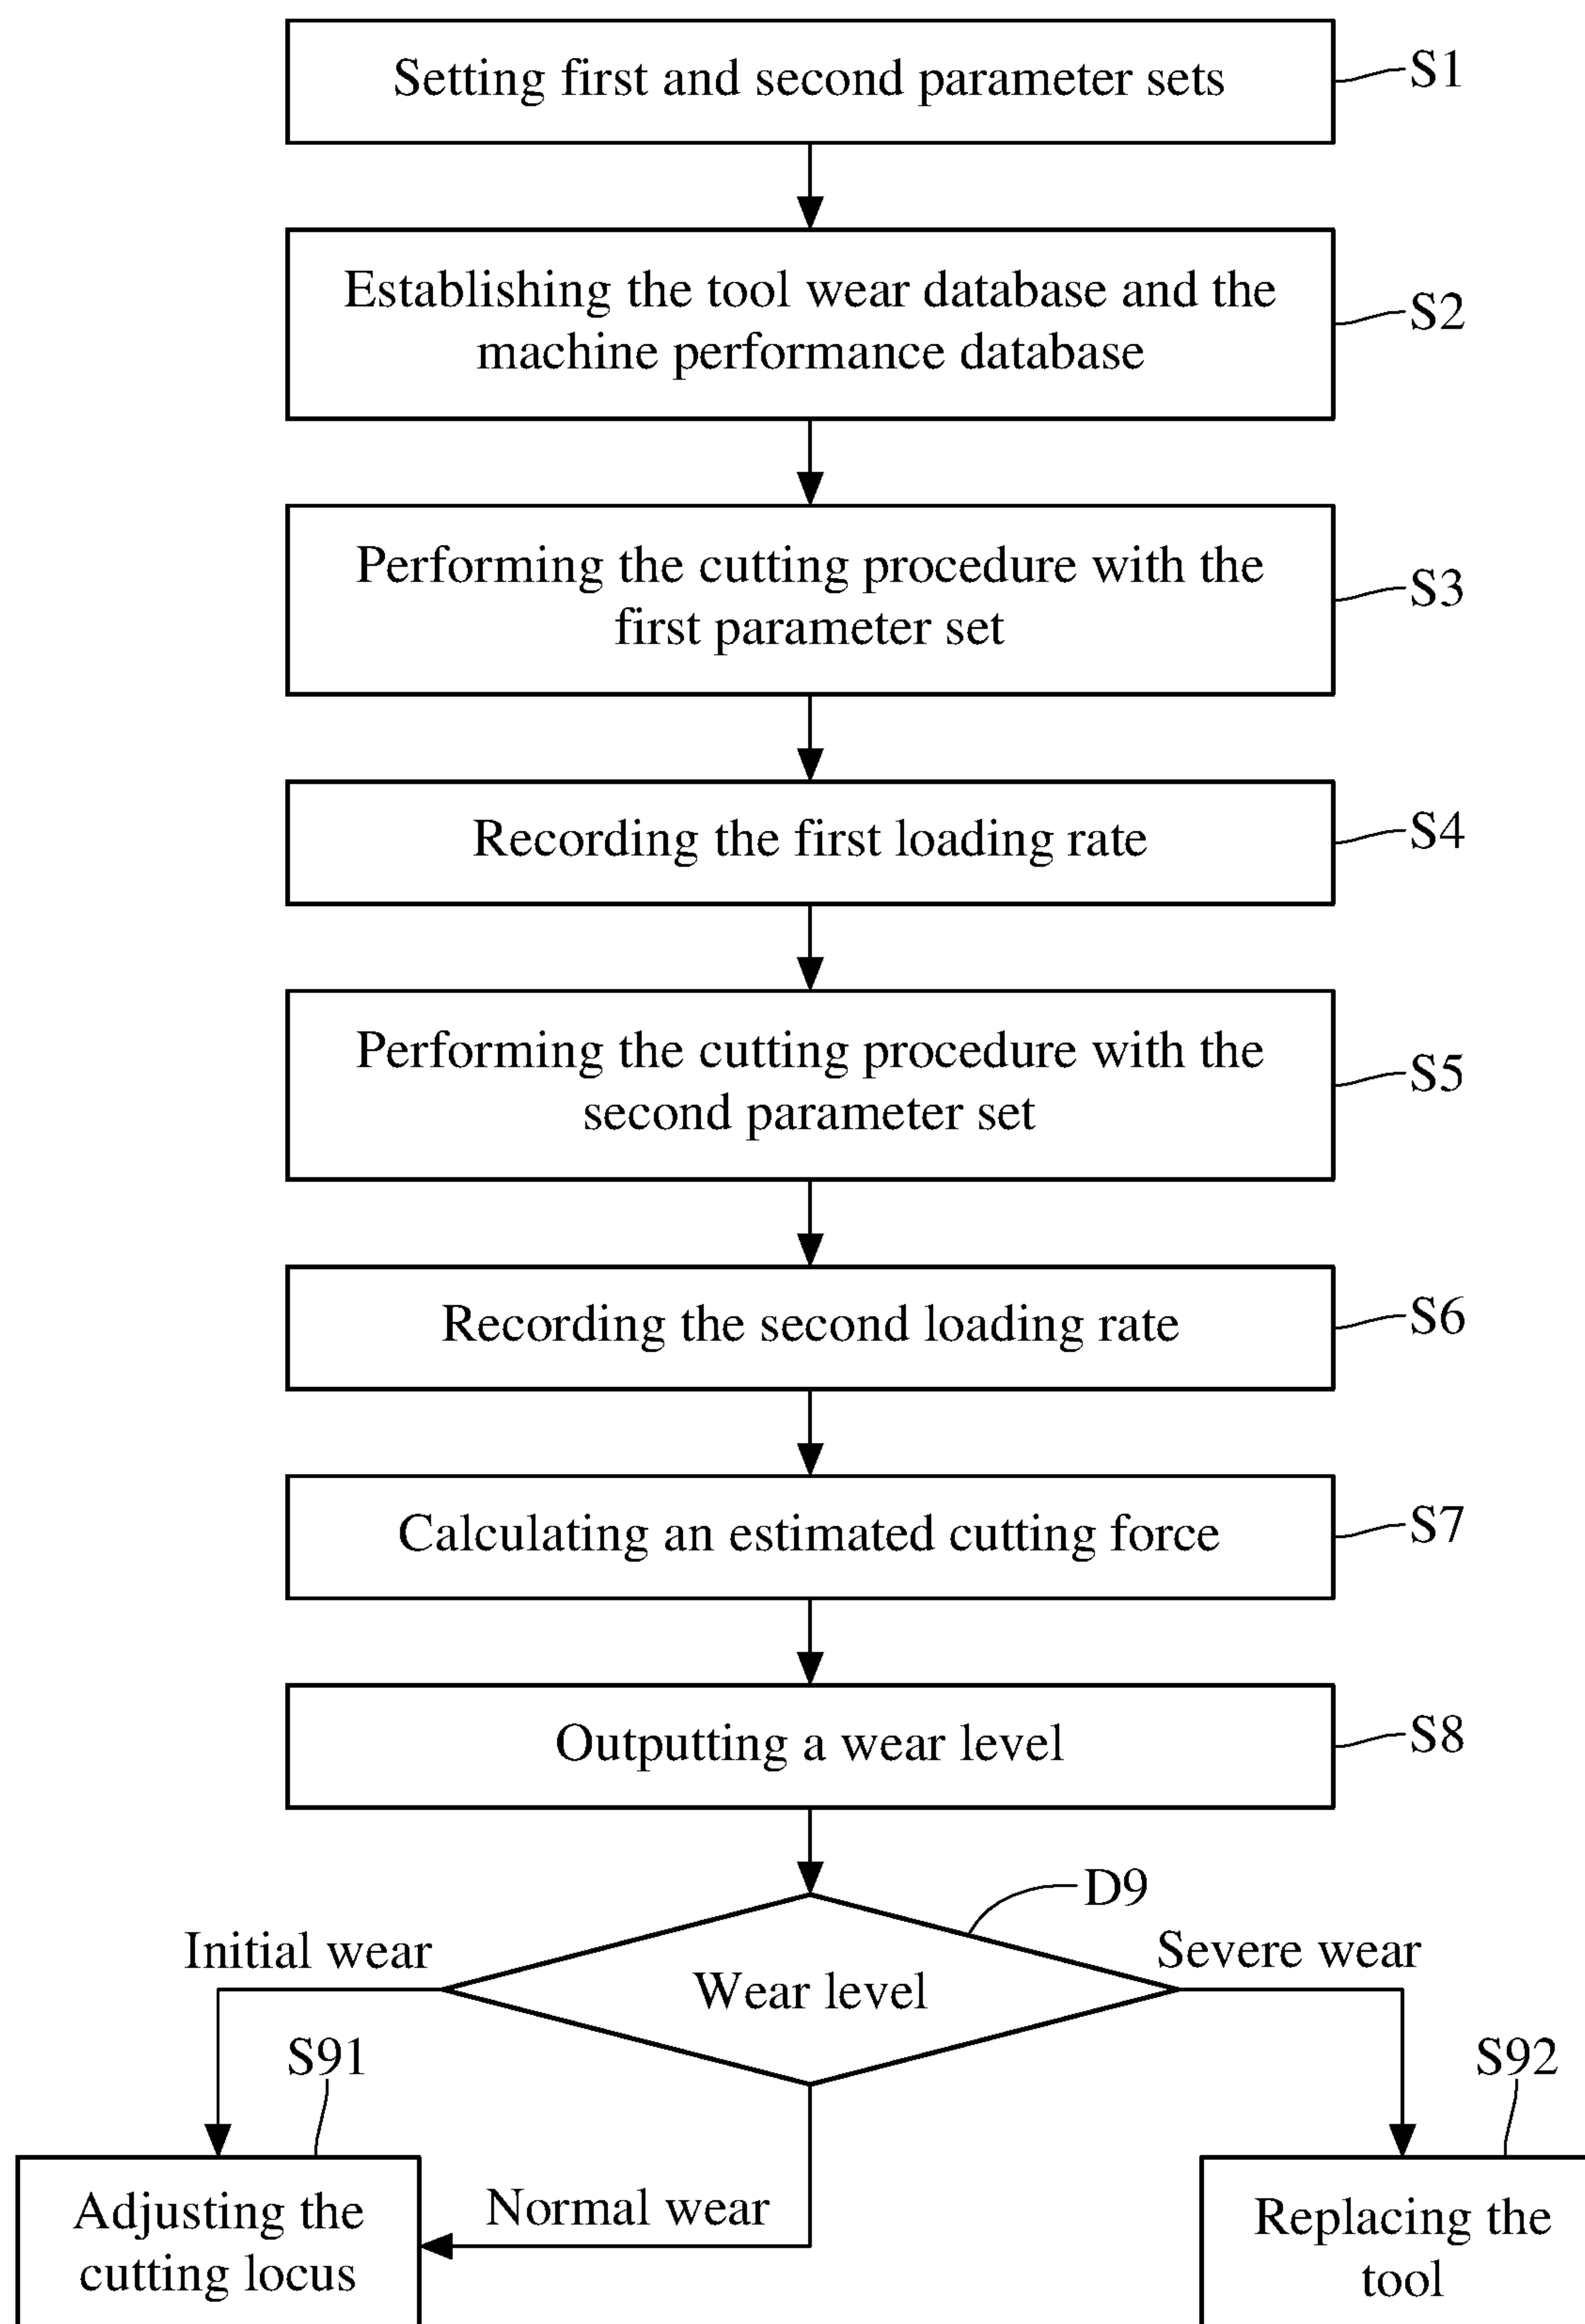 Setting first and second parameter sets
S1
Establishing the tool wear database and the
machine performance database
S2
Performing the cutting procedure with the
first parameter set
S3
Recording the first loading rate
S4
Performing the cutting procedure with the
second parameter set
S5
Recording the second loading rate
S6
Calculating an estimated cutting force
S7
Outputting a wear level
S8
D9
Initial wear
Wear level
Severe wear
S91
S92
Adjusting the
cutting locus
Normal wear
Replacing the
tool